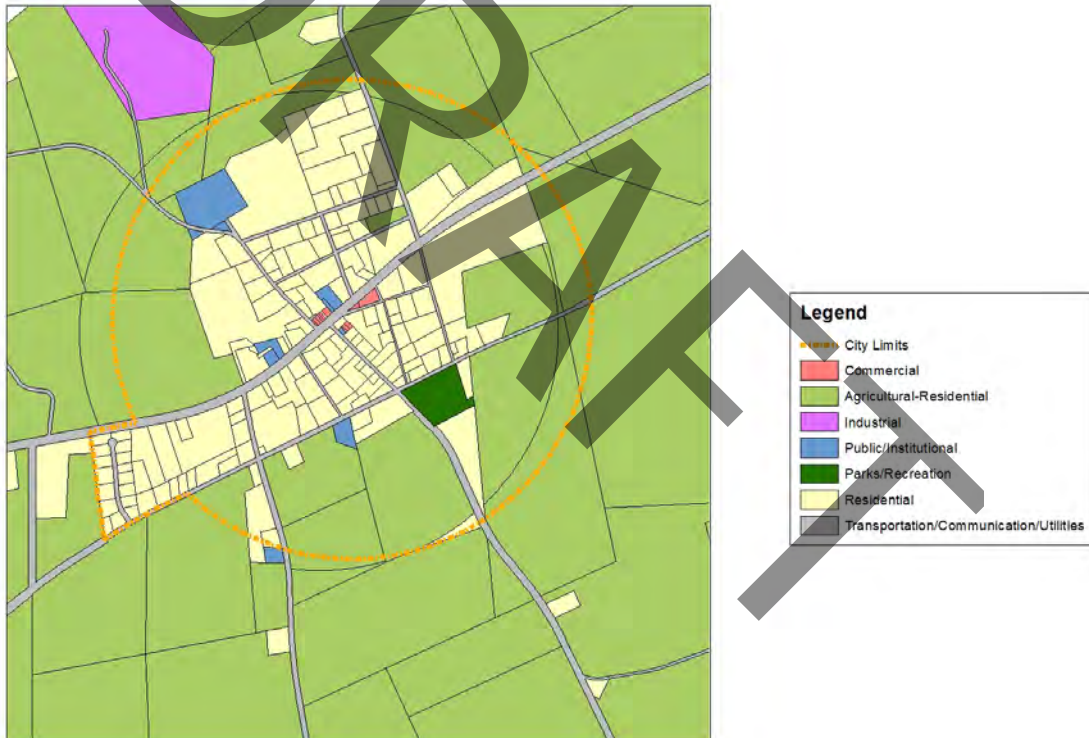 DRAFT
Legend
City Limits
Commercial
Agricultural-Residential
Industrial
Public/Institutional
Parks/Recreation
Residential
Transportation/Communication/Utilities